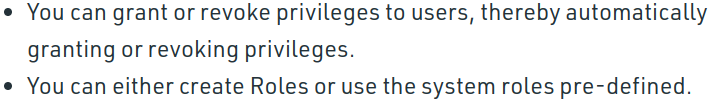 • You can grant or revoke privileges to users, thereby automatically
granting or revoking privileges.
• You can either create Roles or use the system roles pre-defined.